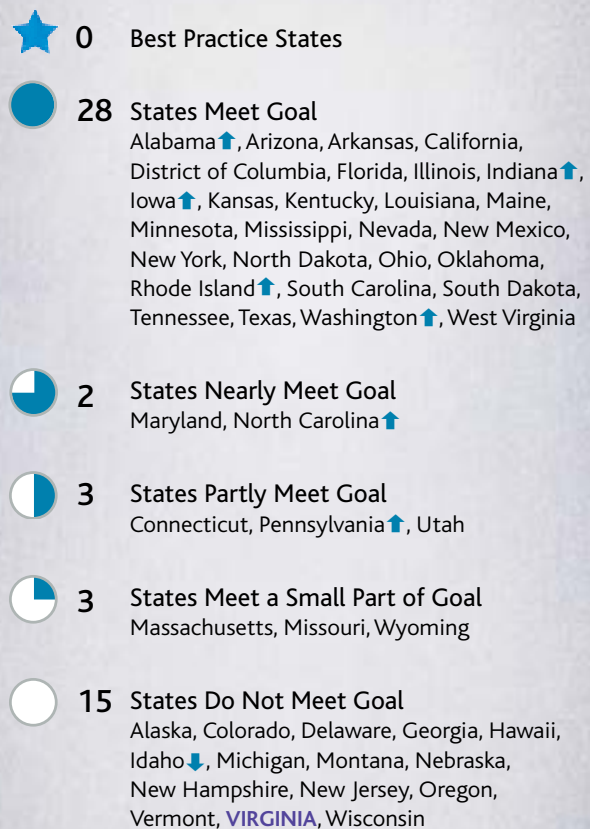 0 Best Practice States
28 States Meet Goal
Alabama⬆, Arizona, Arkansas, California,
District of Columbia, Florida, Illinois, Indiana⬆,
Iowa⬆, Kansas, Kentucky, Louisiana, Maine,
Minnesota, Mississippi, Nevada, New Mexico,
New York, North Dakota, Ohio, Oklahoma,
Rhode Island⬆, South Carolina, South Dakota,
Tennessee, Texas, Washington⬆, West Virginia
2 States Nearly Meet Goal
Maryland, North Carolina⬆
3 States Partly Meet Goal
Connecticut, Pennsylvania⬆, Utah
3 States Meet a Small Part of Goal
Massachusetts, Missouri, Wyoming
15 States Do Not Meet Goal
Alaska, Colorado, Delaware, Georgia, Hawaii,
Idaho⬇, Michigan, Montana, Nebraska,
New Hampshire, New Jersey, Oregon,
Vermont, VIRGINIA, Wisconsin